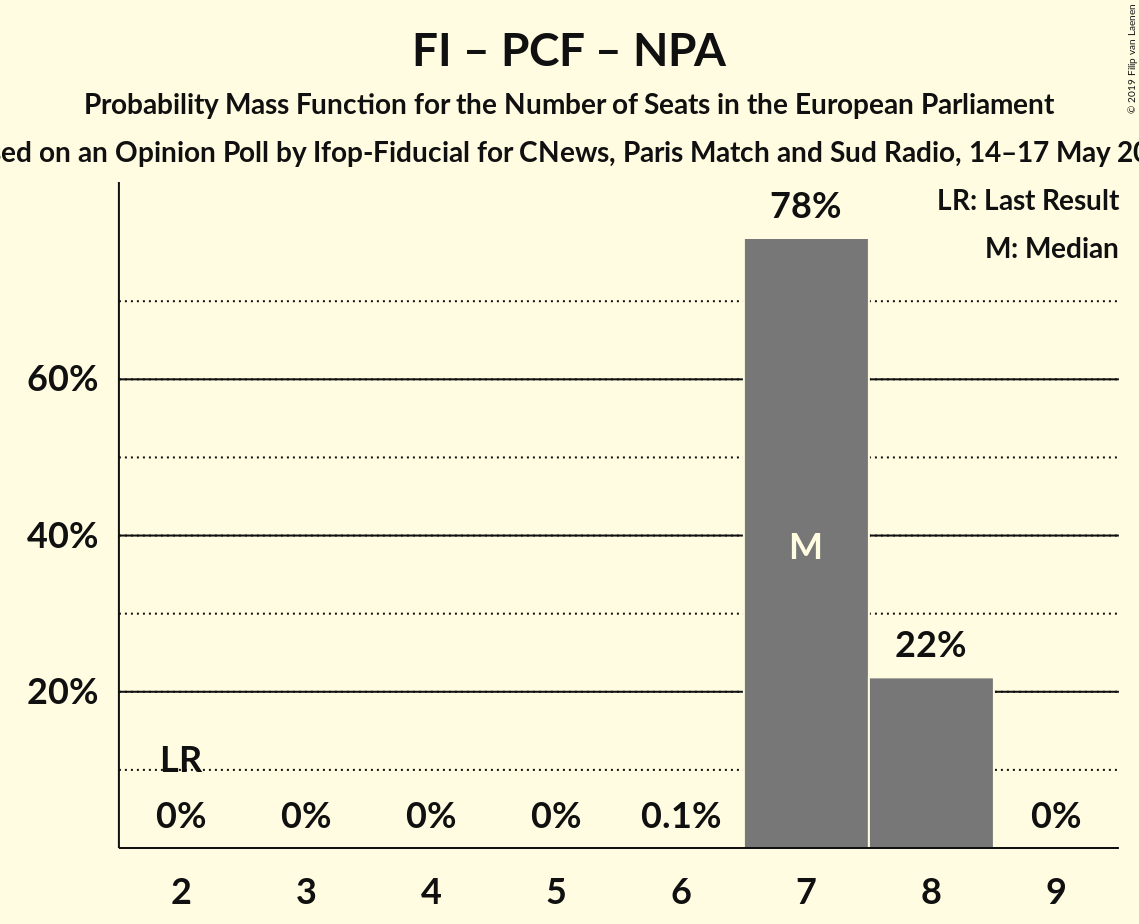 FI – PCF – NPA
Probability Mass Function for the Number of Seats in the European Parliament
on an Opinion Poll by Ifop-Fiducial for CNews, Paris Match and Sud Radio, 14–17 May
© 2019 Filip van Laenen
LR: Last Result
M: Median
78%
60%
40%
M
22%
20%
LR
0% 0% 0% 0% 0.1% 0%
2 3 4 5 6 7 8 9